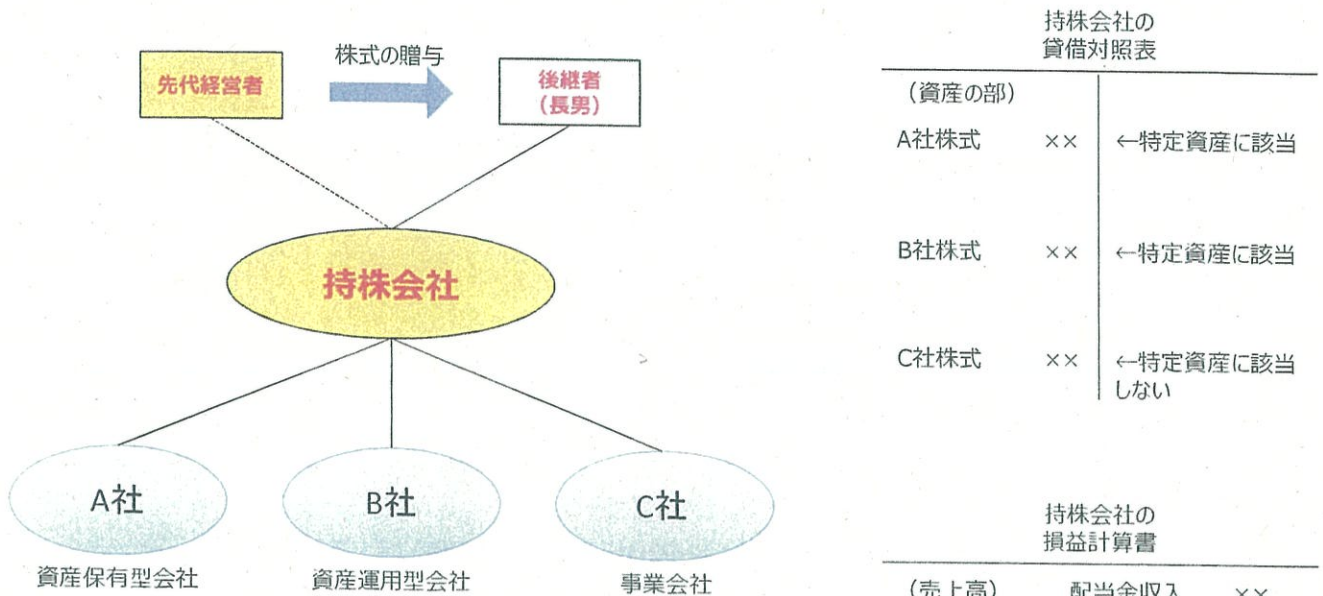 株式の贈与
先代経営者
後継者
(長男)
持株会社
A社
B社
C社
資産保有型会社
資産運用型会社
事業会社
持株会社の
貸借対照表
(資産の部)
A社株式 ×× ←特定資産に該当
B社株式 ×× ←特定資産に該当
C社株式 ×× ←特定資産に該当
しない
持株会社の
損益計算書
(売上高) 配当金収入 ××